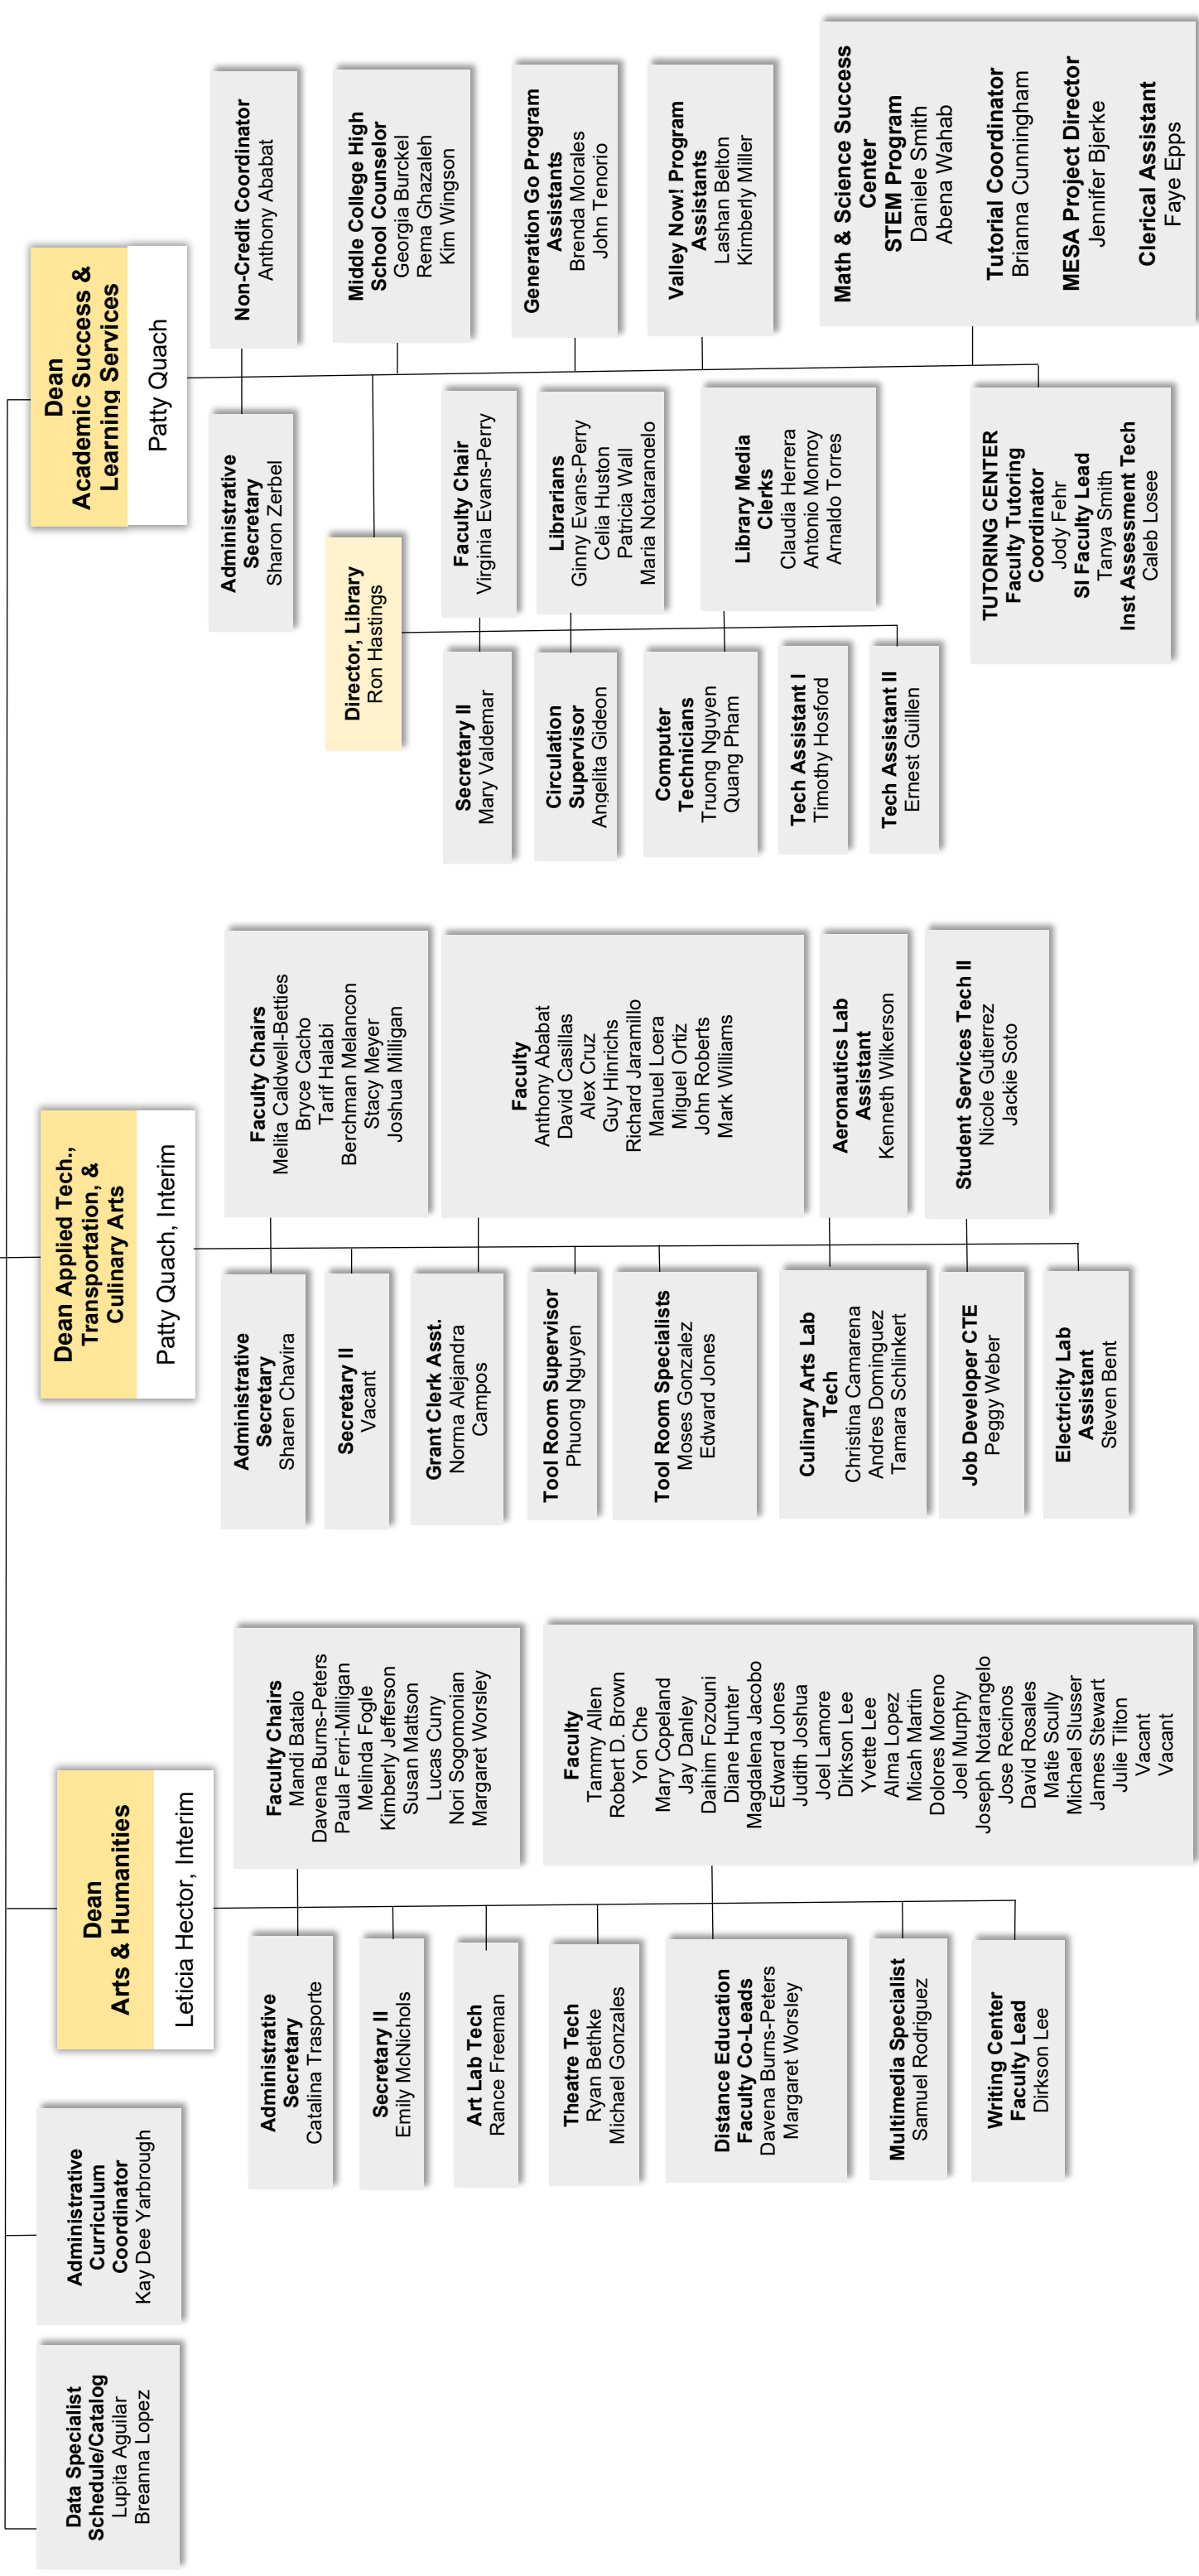 Data Specialist
Schedule/Catalog
Lupita Aguilar
Breanna Lopez
Administrative
Curriculum
Coordinator
Kay Dee Yarbrough
Dean
Arts & Humanities
Leticia Hector, Interim
Administrative
Secretary
Catalina Trasporte
Secretary II
Emily McNichols
Art Lab Tech
Rance Freeman
Theatre Tech
Ryan Bethke
Michael Gonzales
Distance Education
Faculty Co-Leads
Davena Burns-Peters
Margaret Worsley
Multimedia Specialist
Samuel Rodriguez
Writing Center
Faculty Lead
Dirkson Lee
Faculty Chairs
Mandi Batalo
Davena Burns-Peters
Paula Ferri-Milligan
Melinda Fogle
Kimberly Jefferson
Susan Mattson
Lucas Cuny
Nori Sogomonian
Margaret Worsley
Faculty
Tammy Allen
Robert D. Brown
Yon Che
Mary Copeland
Jay Danley
Daihim Fozouni
Diane Hunter
Magdalena Jacobo
Edward Jones
Judith Joshua
Joel Lamore
Dirkson Lee
Yvette Lee
Alma Lopez
Micah Martin
Dolores Moreno
Joel Murphy
Joseph Notarangelo
Jose Recinos
David Rosales
Matie Scully
Michael Slusser
James Stewart
Julie Tilton
Vacant
Vacant
Dean Applied Tech.,
Transportation, &
Culinary Arts
Patty Quach, Interim
Administrative
Secretary
Sharen Chavira
Secretary II
Vacant
Grant Clerk Asst.
Norma Alejandra
Campos
Tool Room Supervisor
Phuong Nguyen
Tool Room Specialists
Moses Gonzalez
Edward Jones
Culinary Arts Lab
Tech
Christina Camarena
Andres Dominguez
Tamara Schlinkert
Job Developer CTE
Peggy Weber
Electricity Lab
Assistant
Steven Bent
Faculty Chairs
Melita Caldwell-Betties
Bryce Cacho
Tarif Halabi
Berchman Melancon
Stacy Meyer
Joshua Milligan
Faculty
Anthony Ababat
David Casillas
Alex Cruz
Guy Hinrichs
Richard Jaramillo
Manuel Loera
Miguel Ortiz
John Roberts
Mark Williams
Aeronautics Lab
Assistant
Kenneth Wilkerson
Student Services Tech II
Nicole Gutierrez
Jackie Soto
Dean
Academic Success &
Learning Services
Patty Quach
Administrative
Secretary
Sharon Zerbel
Non-Credit Coordinator
Anthony Ababat
Middle College High
School Counselor
Georgia Burckel
Rema Ghazaleh
Kim Wingson
Generation Go Program
Assistants
Brenda Morales
John Tenorio
Valley Now! Program
Assistants
Lashan Belton
Kimberly Miller
Math & Science Success
Center
STEM Program
Daniele Smith
Abena Wahab
Tutorial Coordinator
Brianna Cunningham
MESA Project Director
Jennifer Bjerke
Clerical Assistant
Faye Epps
Director, Library
Ron Hastings
Secretary II
Mary Valdemar
Circulation
Supervisor
Angelita Gideon
Computer
Technicians
Truong Nguyen
Quang Pham
Tech Assistant I
Timothy Hosford
Tech Assistant II
Ernest Guillen
Faculty Chair
Virginia Evans-Perry
Librarians
Ginny Evans-Perry
Celia Huston
Patricia Wall
Maria Notarangelo
Library Media
Clerks
Claudia Herrera
Antonio Monroy
Arnaldo Torres
TUTORING CENTER
Faculty Tutoring
Coordinator
Jody Fehr
SI Faculty Lead
Tanya Smith
Inst Assessment Tech
Caleb Losee